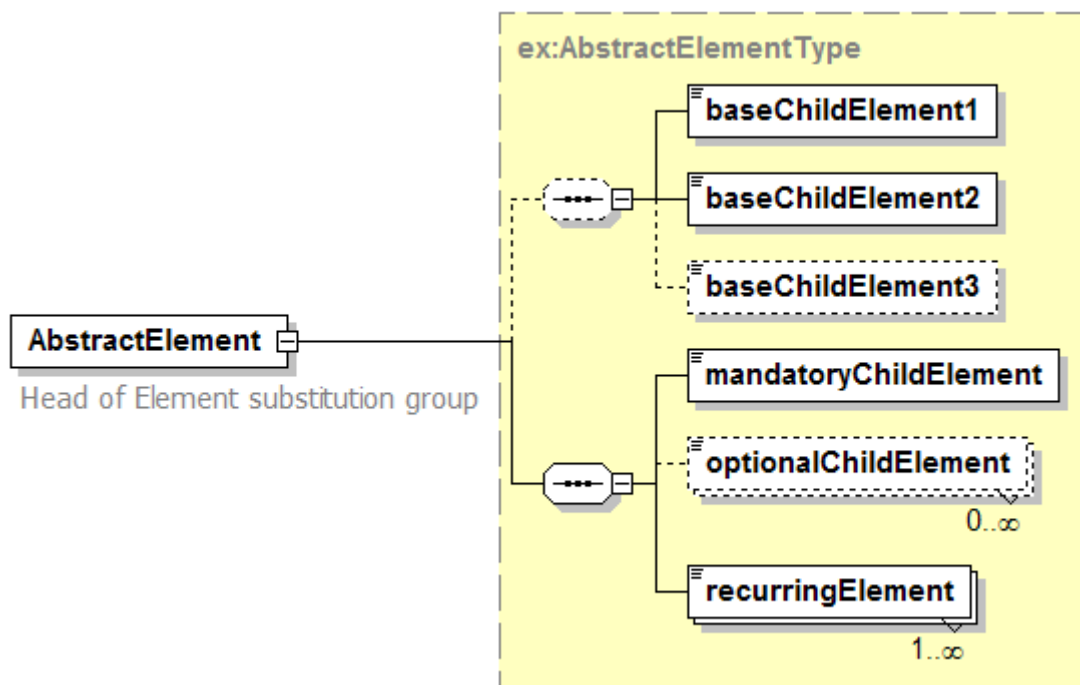 ex:AbstractElementType
baseChildElement1
baseChildElement2
baseChildElement3
AbstractElement
Head of Element substitution group
mandatoryChildElement
optionalChildElement
0..∞
recurringElement
1..∞